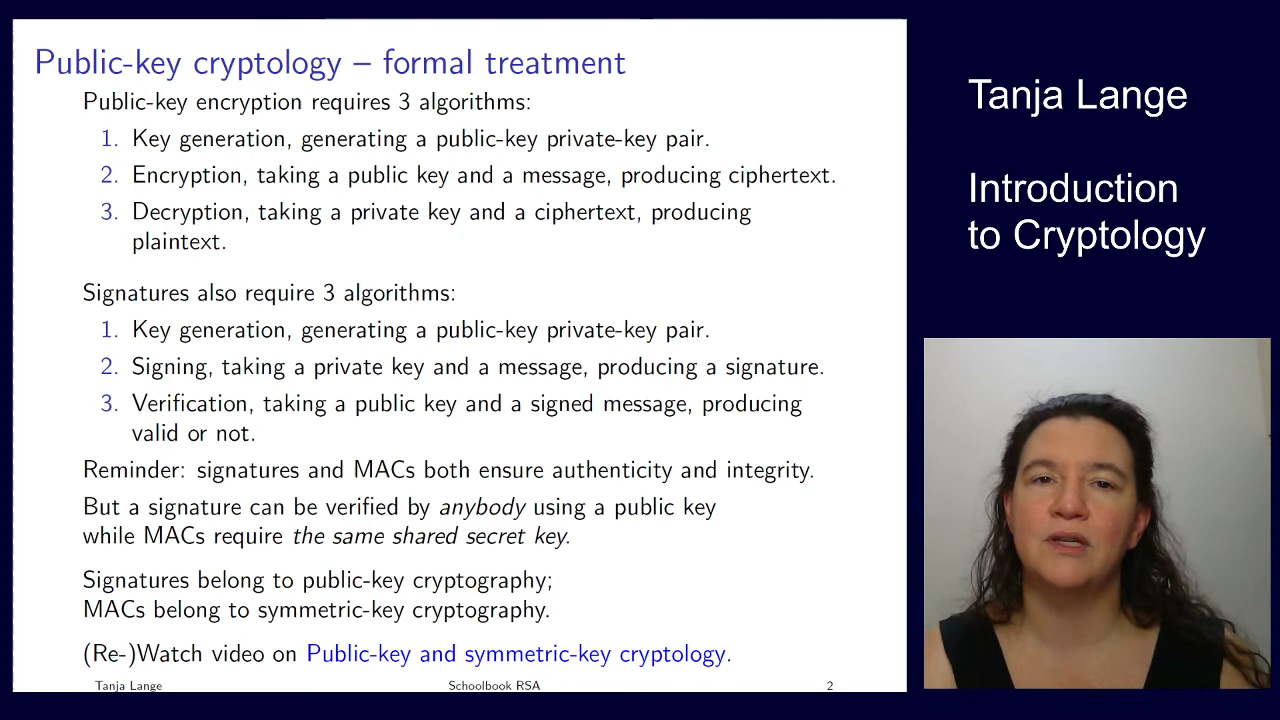 Public-key cryptology – formal treatment
Public-key encryption requires 3 algorithms:
1. Key generation, generating a public-key private-key pair.
2. Encryption, taking a public key and a message, producing ciphertext.
3. Decryption, taking a private key and a ciphertext, producing
plaintext.
Signatures also require 3 algorithms:
1. Key generation, generating a public-key private-key pair.
2. Signing, taking a private key and a message, producing a signature.
3. Verification, taking a public key and a signed message, producing
valid or not.
Reminder: signatures and MACs both ensure authenticity and integrity.
But a signature can be verified by anybody using a public key
while MACs require the same shared secret key.
Signatures belong to public-key cryptography;
MACs belong to symmetric-key cryptography.
(Re-)Watch video on Public-key and symmetric-key cryptology.
Tanja Lange Schoolbook RSA 2
Tanja Lange
Introduction
to Cryptology